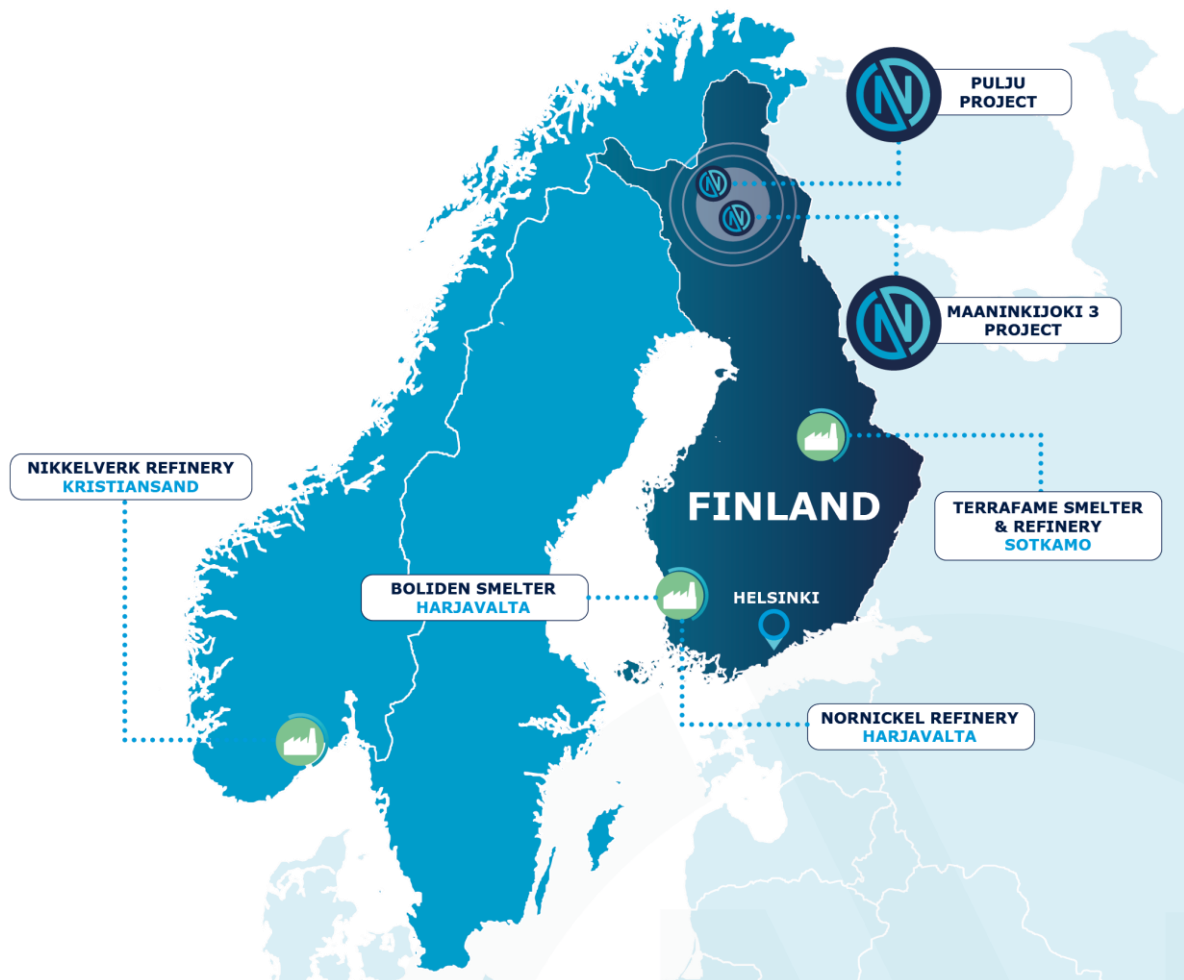 PULJU
PROJECT
MAANINKIJOKI 3
PROJECT
NIKKELVERK REFINERY
KRISTIANSAND
FINLAND
TERRAFAME SMELTER
& REFINERY
SOTKAMO
BOLIDEN SMELTER
HARJAVALTA
HELSINKI
NORNICKEL REFINERY
HARJAVALTA